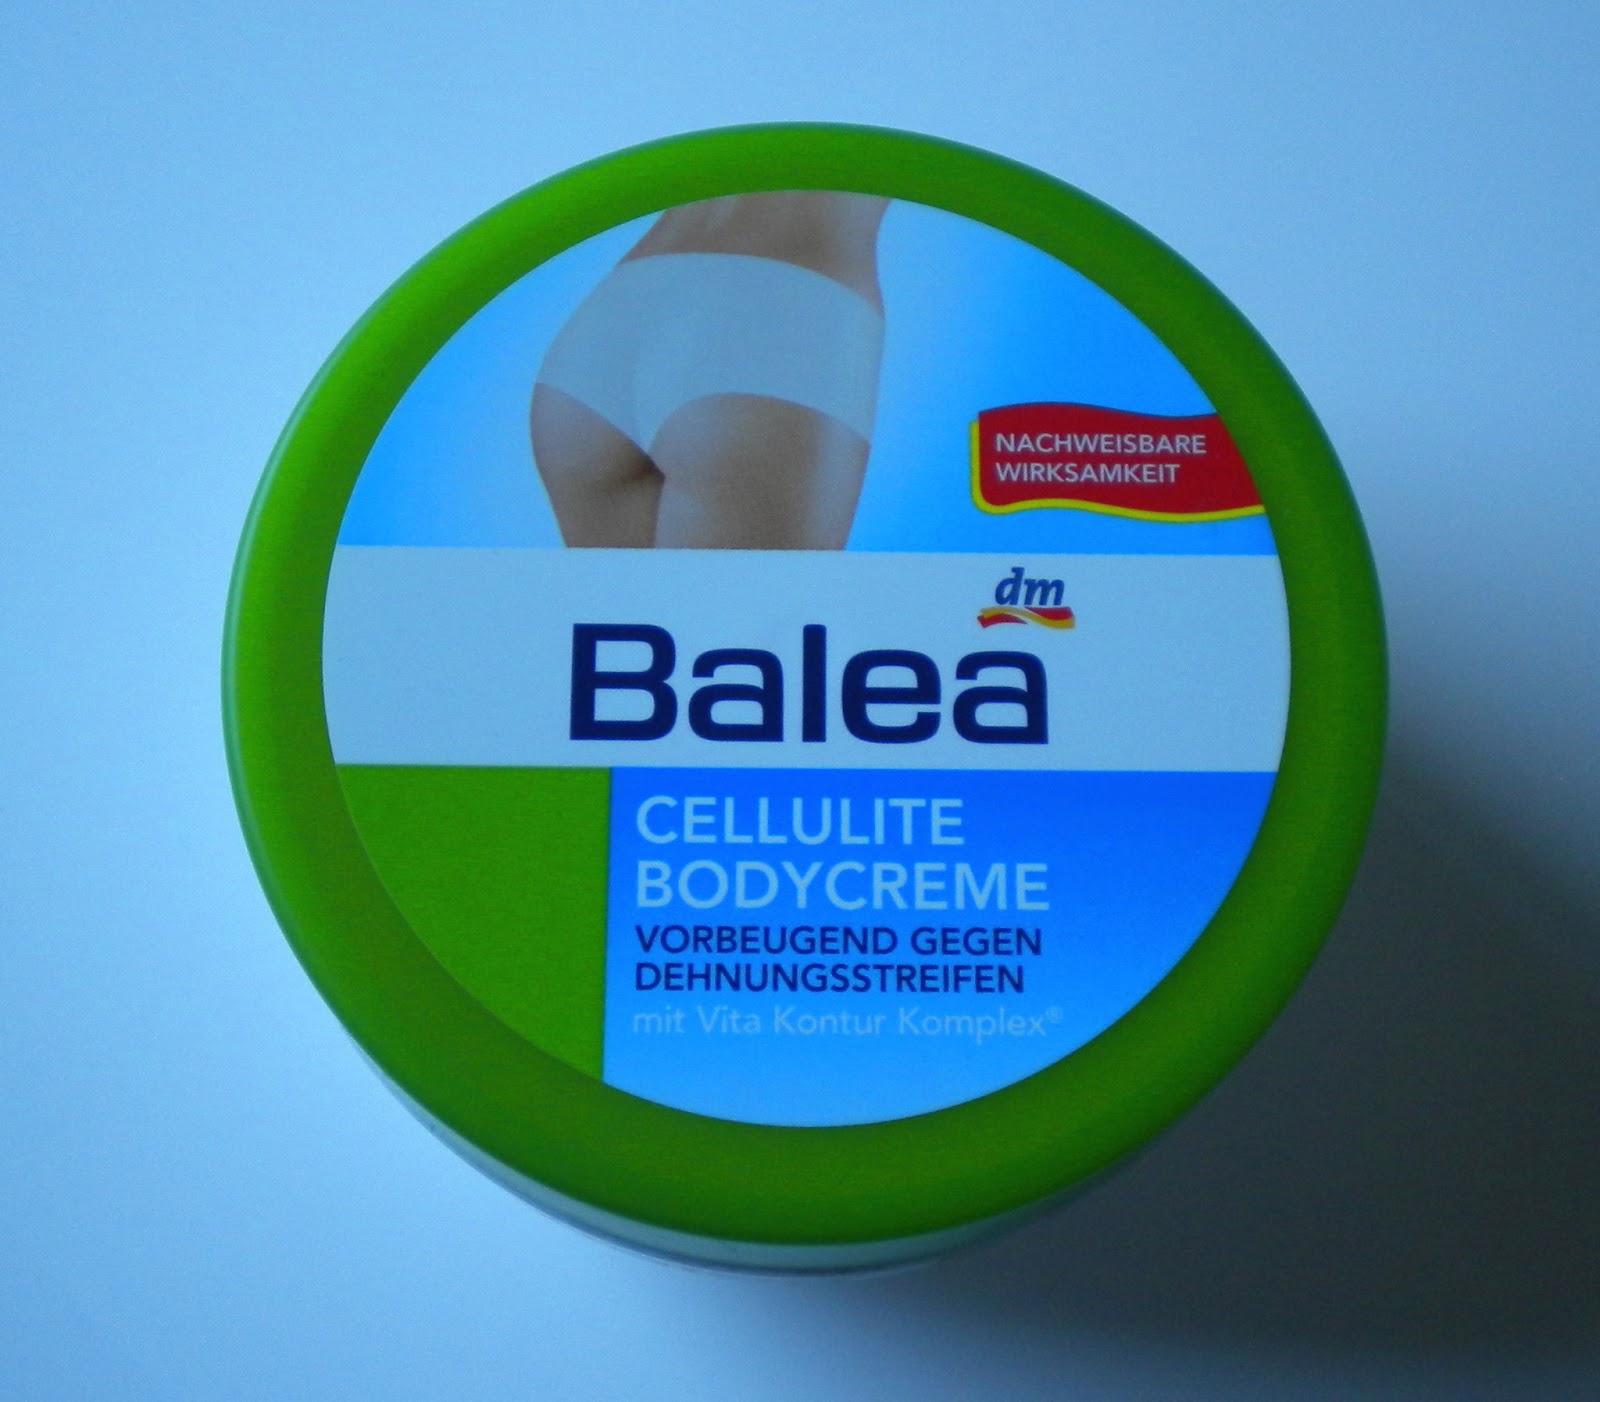 NACHWEISBARE
WIRKSAMKEIT
dm
Balea
CELLULITE
BODYCREME
VORBEUGEND GEGEN
DEHNUNGSSTREIFEN
mit Vita Kontur Komplex®